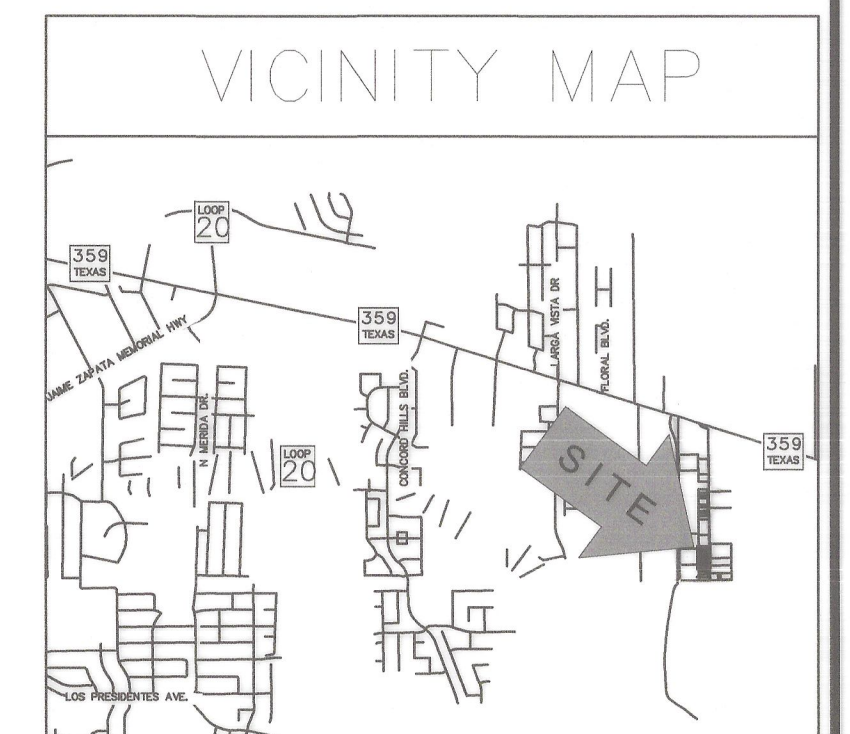 VICINITY MAP
LOOP
20
359
TEXAS
359
TEXAS
JAIME ZAPATA MEMORIAL HWY
LARGA VISTA DR
FLORAL BLVD.
N MERIDA DR.
CONCORD HILLS BLVD.
LOOP
20
359
TEXAS
SITE
LOS PRESIDENTES AVE.